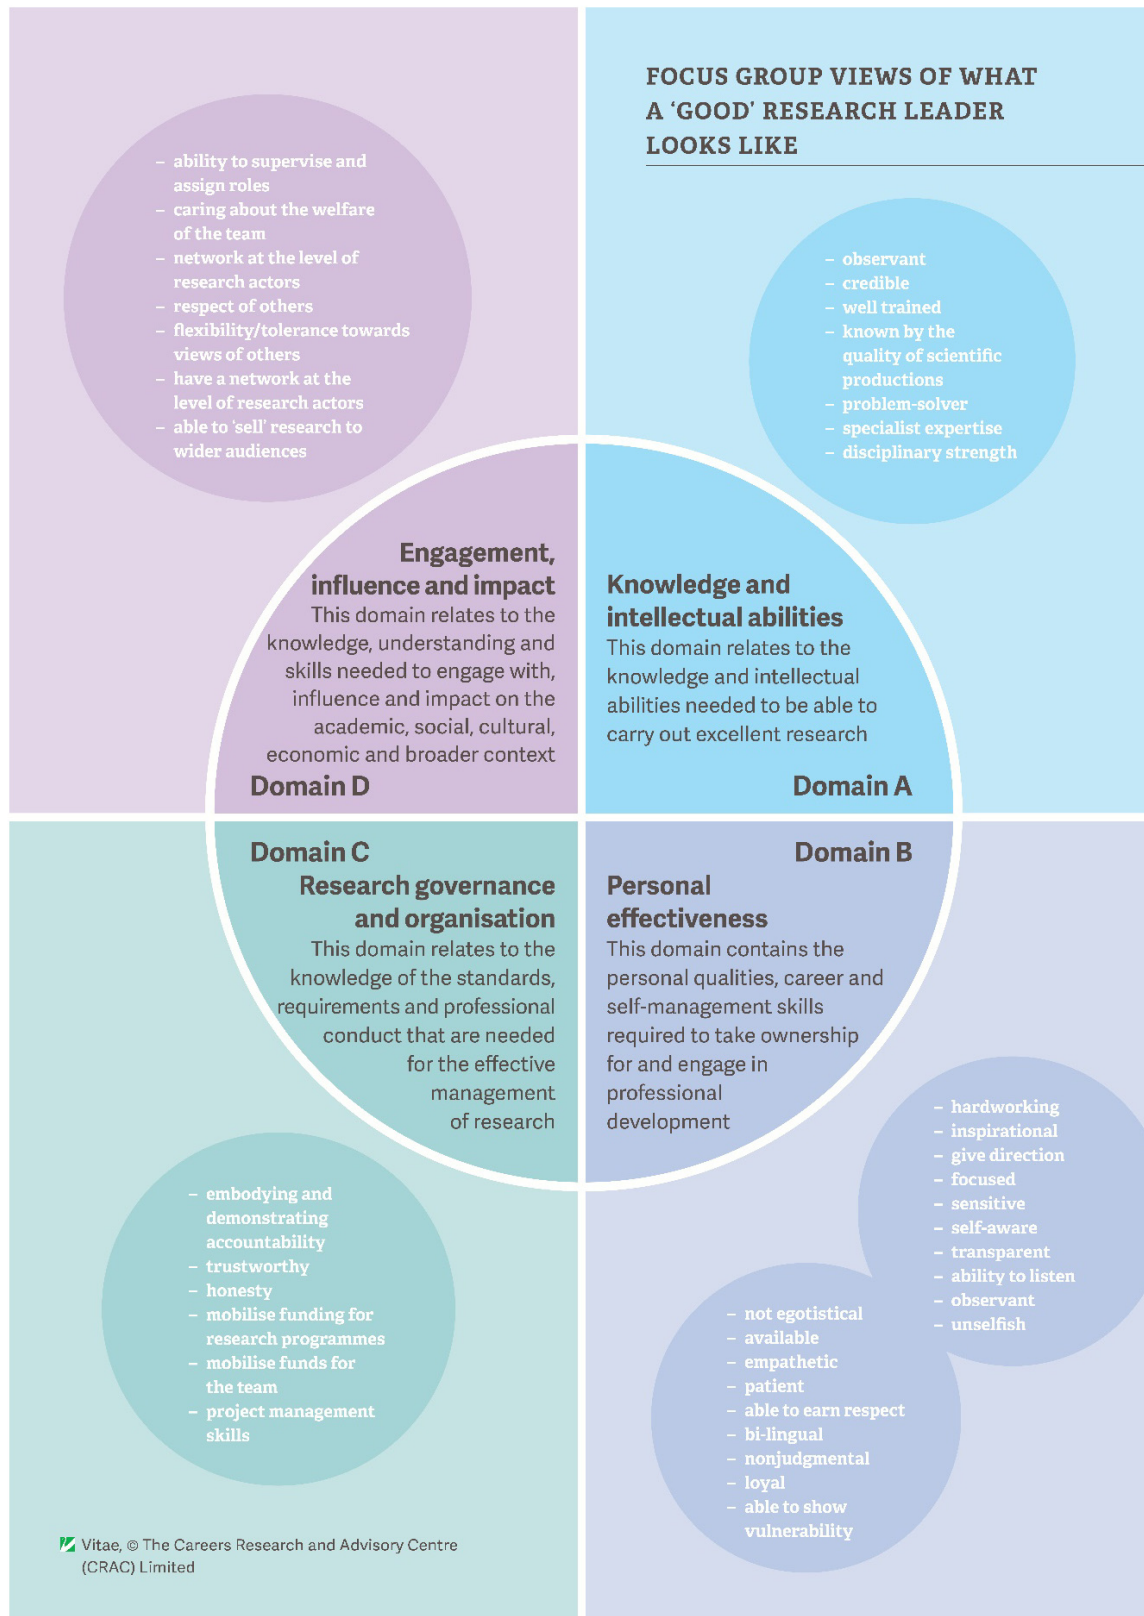 FOCUS GROUP VIEWS OF WHAT
A ‘GOOD’ RESEARCH LEADER
LOOKS LIKE
– ability to supervise and
assign roles
– caring about the welfare
of the team
– network at the level of
research actors
– respect of others
– flexibility/tolerance towards
views of others
– have a network at the
level of research actors
– able to ‘sell’ research to
wider audiences
– observant
– credible
– well trained
– known by the
quality of scientific
productions
– problem-solver
– specialist expertise
– disciplinary strength
Engagement,
influence and impact
This domain relates to the
knowledge, understanding and
skills needed to engage with,
influence and impact on the
academic, social, cultural,
economic and broader context
Domain D
Knowledge and
intellectual abilities
This domain relates to the
knowledge and intellectual
abilities needed to be able to
carry out excellent research
Domain A
Domain C
Research governance
and organisation
This domain relates to the
knowledge of the standards,
requirements and professional
conduct that are needed
for the effective
management
of research
Domain B
Personal
effectiveness
This domain contains the
personal qualities, career and
self-management skills
required to take ownership
for and engage in
professional
development
– embodying and
demonstrating
accountability
– trustworthy
– honesty
– mobilise funding for
research programmes
– mobilise funds for
the team
– project management
skills
– hardworking
– inspirational
– give direction
– focused
– sensitive
– self-aware
– transparent
– ability to listen
– observant
– unselfish
– not egotistical
– available
– empathetic
– patient
– able to earn respect
– bi-lingual
– nonjudgmental
– loyal
– able to show
vulnerability
Vitae, © The Careers Research and Advisory Centre
(CRAC) Limited